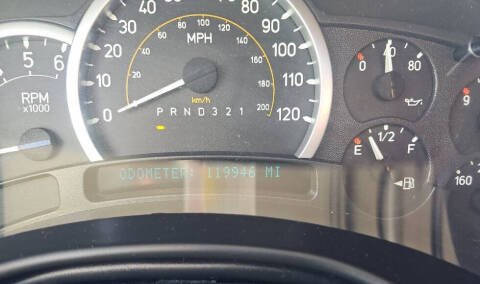 5 6
RPM
x1000
0 10 20 30 40 50 60 70 80 90 100 110 120
MPH
20 60 80 100 120 140 160 180 200
km/h
P R N D 3 2 1
0 40 80
E 1/2 F
9
160
ODOMETER: 119946 MI